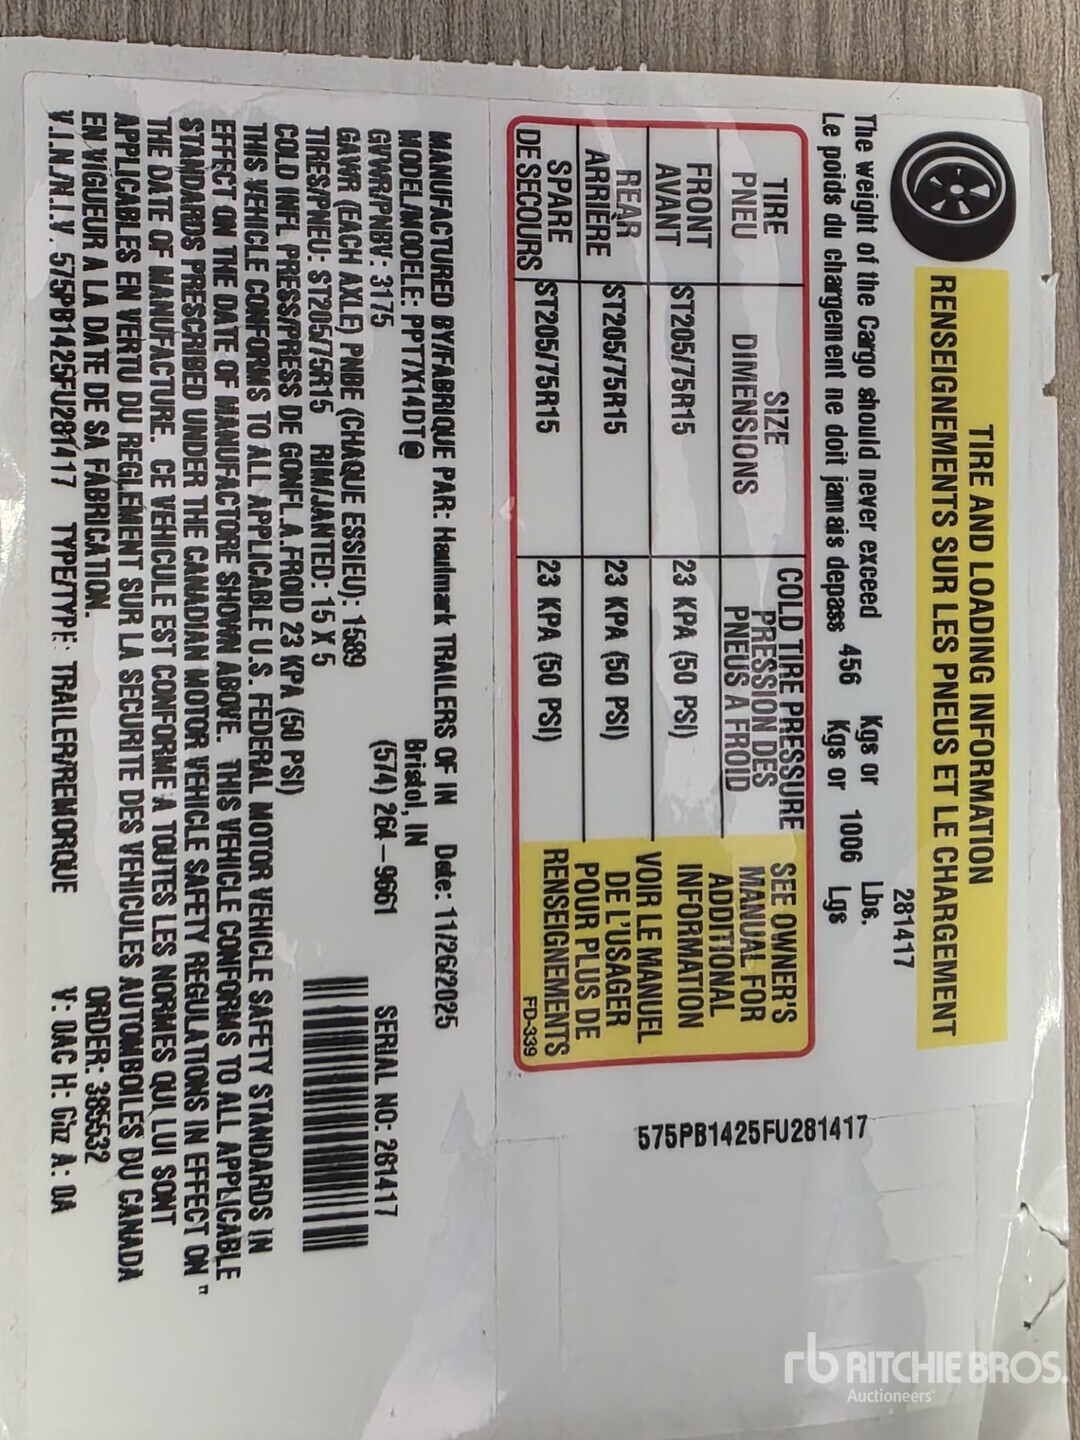 TIRE AND LOADING INFORMATION
RENSEIGNEMENTS SUR LES PNEUS ET LE CHARGEMENT
281417
The weight of the Cargo should never exceed 456 Kgs or 1006 Lbs.
Le poids du chargement ne doit jamais depass Kgs or Lgs
TIRE PNEU
SIZE DIMENSIONS
COLD TIRE PRESSURE PRESSION DES PNEUS A FROID
FRONT AVANT ST205/75R15 23 KPA (50 PSI)
REAR ARRIÈRE ST205/75R15 23 KPA (50 PSI)
SPARE DE SECOURS ST205/75R15 23 KPA (50 PSI)
SEE OWNER'S
MANUAL FOR
ADDITIONAL
INFORMATION
VOIR LE MANUEL
DE L'USAGER
POUR PLUS DE
RENSEIGNEMENTS
FD-339
575PB1425FU281417
MANUFACTURED BY/FABRIQUE PAR: Haulmark TRAILERS OF IN Date: 11/26/2025
MODEL/MODELE: PPT7X14DT@ Bristol, IN
GVWR/PNBV: 3175 (574) 264-9661 SERIAL NO: 281417
GAWR (EACH AXLE) PNBE (CHAQUE ESSIEU): 1589
TIRES/PNEU: ST205/75R15 RIM/JANTED: 15 X 5
COLD INFL PRESS/PRESS DE GONFL.A.FROID 23 KPA (50 PSI)
THIS VEHICLE CONFORMS TO ALL APPLICABLE U.S. FEDERAL MOTOR VEHICLE SAFETY STANDARDS IN
EFFECT ON THE DATE OF MANUFACTORE SHOWN ABOVE. THIS VEHICLE CONFORMS TO ALL APPLICABLE
STANDARDS PRESCRIBED UNDER THE CANADIAN MOTOR VEHICLE SAFETY REGULATIONS IN EFFECT ON "
THE DATE OF MANUFACTURE. CE VEHICULE EST CONFORME A TOUTES LES NORMES QUI LUI SONT
APPLICABLES EN VERTU DU REGLEMENT SUR LA SECURITE DES VEHICULES AUTOMBOILES DU CANADA
EN VIGUEUR A LA DATE DE SA FABRICATION. ORDER: 385532
V.I.N./N.I.V. 575PB1425FU281417 TYPE/TYPE: TRAILER/REMORQUE V: 0AC H: Ghz A: 0A
rb RITCHIE BROS.
Auctioneers